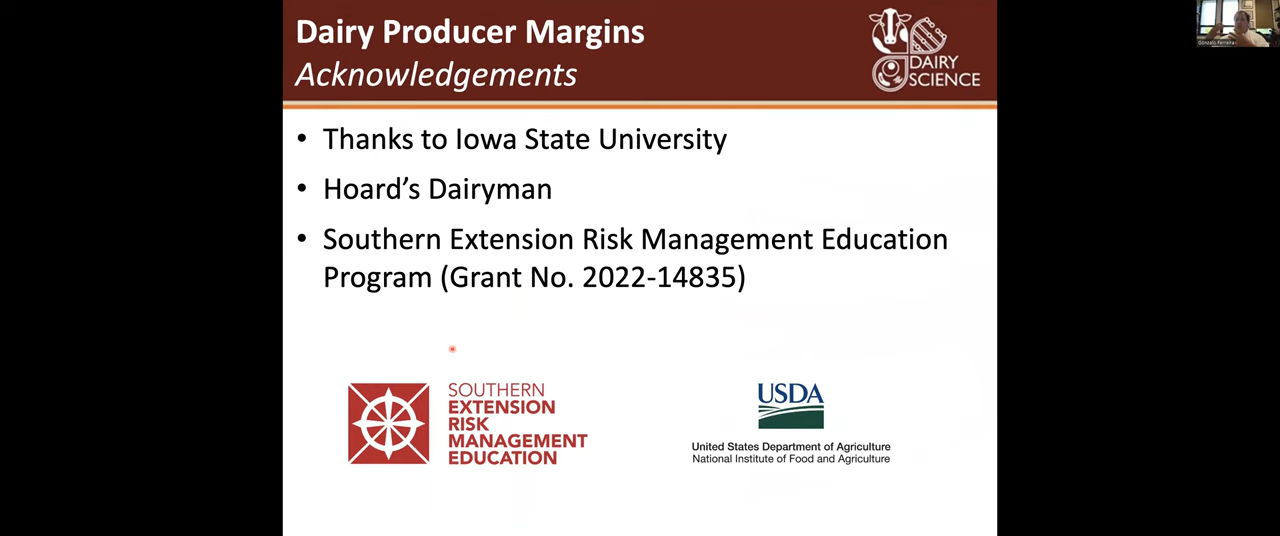 Dairy Producer Margins
Acknowledgements
DAIRY
SCIENCE
Gonzalo Ferreira
• Thanks to Iowa State University
• Hoard’s Dairyman
• Southern Extension Risk Management Education
Program (Grant No. 2022-14835)
SOUTHERN
EXTENSION
RISK
MANAGEMENT
EDUCATION
USDA
United States Department of Agriculture
National Institute of Food and Agriculture